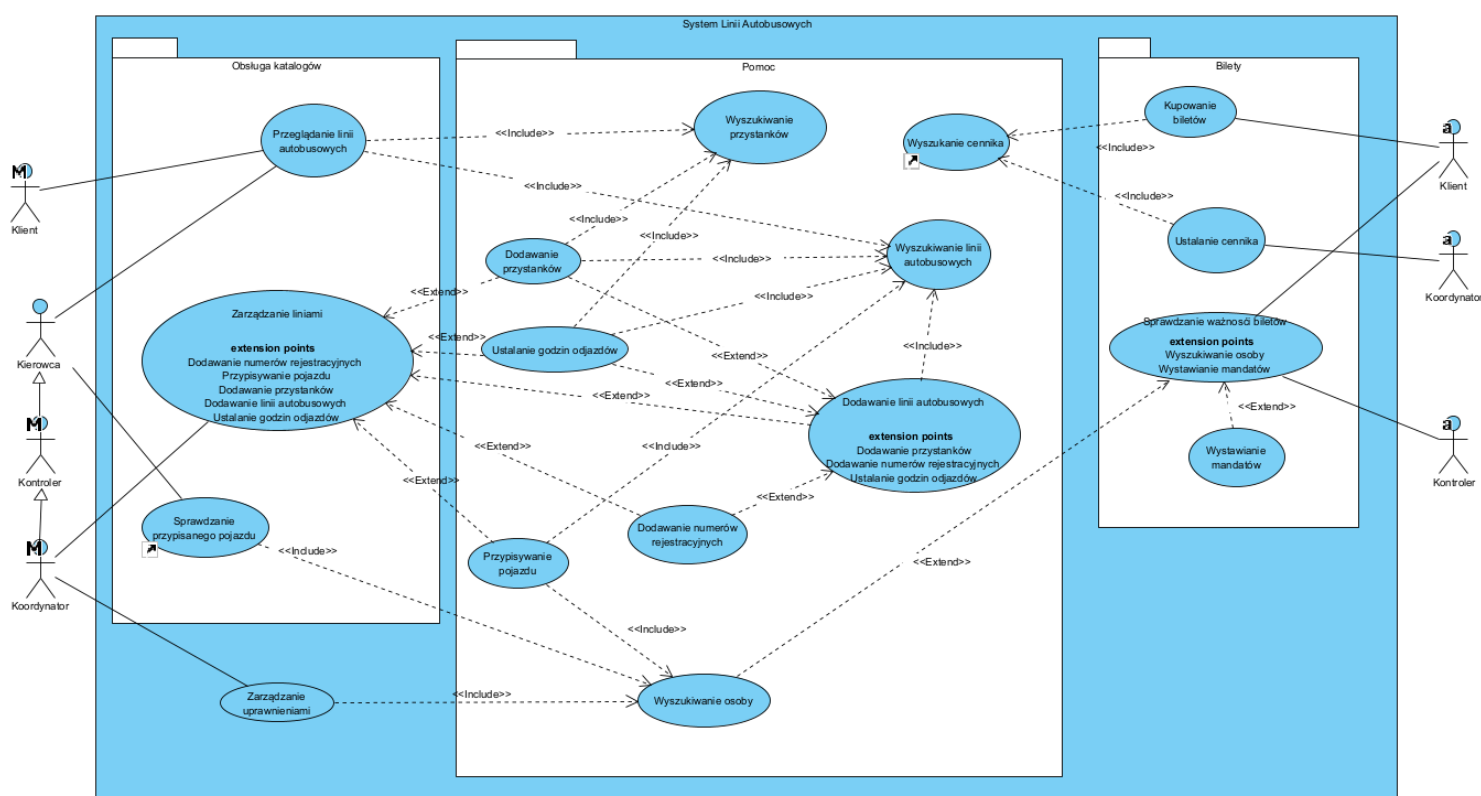 System Linii Autobusowych
Obsługa katalogów
Pomoc
Bilety
Przeglądanie linii
autobusowych
<<Include>>
Wyszukiwanie
przystanków
Wyszukanie cennika
Kupowanie
biletów
<<Include>>
M
Klient
a
Klient
<<Include>>
<<Include>>
<<Include>>
Dodawanie
przystanków
<<Include>>
Wyszukiwanie linii
autobusowych
Ustalanie cennika
a
Koordynator
<<Extend>>
<<Include>>
Kierowca
Zarządzanie liniami
extension points
Dodawanie numerów rejestracyjnych
Przypisywanie pojazdu
Dodawanie przystanków
Dodawanie linii autobusowych
Ustalanie godzin odjazdów
<<Extend>>
Ustalanie godzin odjazdów
<<Extend>>
<<Include>>
<<Extend>>
<<Extend>>
Sprawdzanie ważnosći biletów
extension points
Wyszukiwanie osoby
Wystawianie mandatów
Dodawanie linii autobusowych
extension points
Dodawanie przystanków
Dodawanie numerów rejestracyjnych
Ustalanie godzin odjazdów
<<Extend>>
M
Kontroler
a
Kontroler
<<Extend>>
<<Include>>
<<Extend>>
<<Extend>>
Wystawianie
mandatów
Sprawdzanie
przypisanego pojazdu
<<Include>>
Dodawanie numerów
rejestracyjnych
Przypisywanie
pojazdu
<<Extend>>
M
Koordynator
<<Include>>
Zarządzanie
uprawnieniami
<<Include>>
Wyszukiwanie osoby